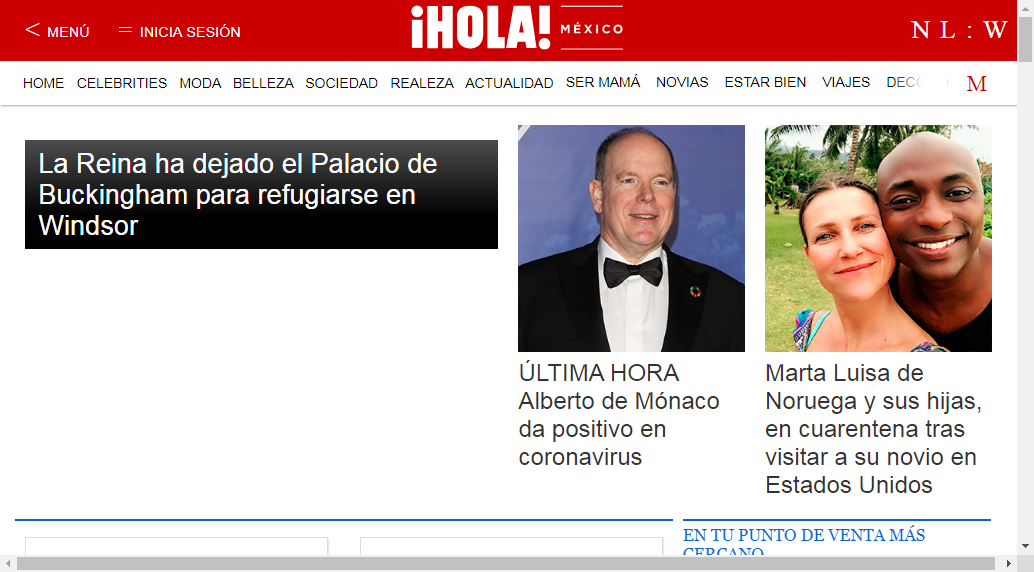 < MENÚ
= INICIA SESIÓN
¡HOLA!
MÉXICO
N L : W
HOME CELEBRITIES MODA BELLEZA SOCIEDAD REALEZA ACTUALIDAD SER MAMÁ NOVIAS ESTAR BIEN VIAJES DECO M
La Reina ha dejado el Palacio de
Buckingham para refugiarse en
Windsor
ÚLTIMA HORA
Alberto de Mónaco
da positivo en
coronavirus
Marta Luisa de
Noruega y sus hijas,
en cuarentena tras
visitar a su novio en
Estados Unidos
EN TU PUNTO DE VENTA MÁS
CERCANO